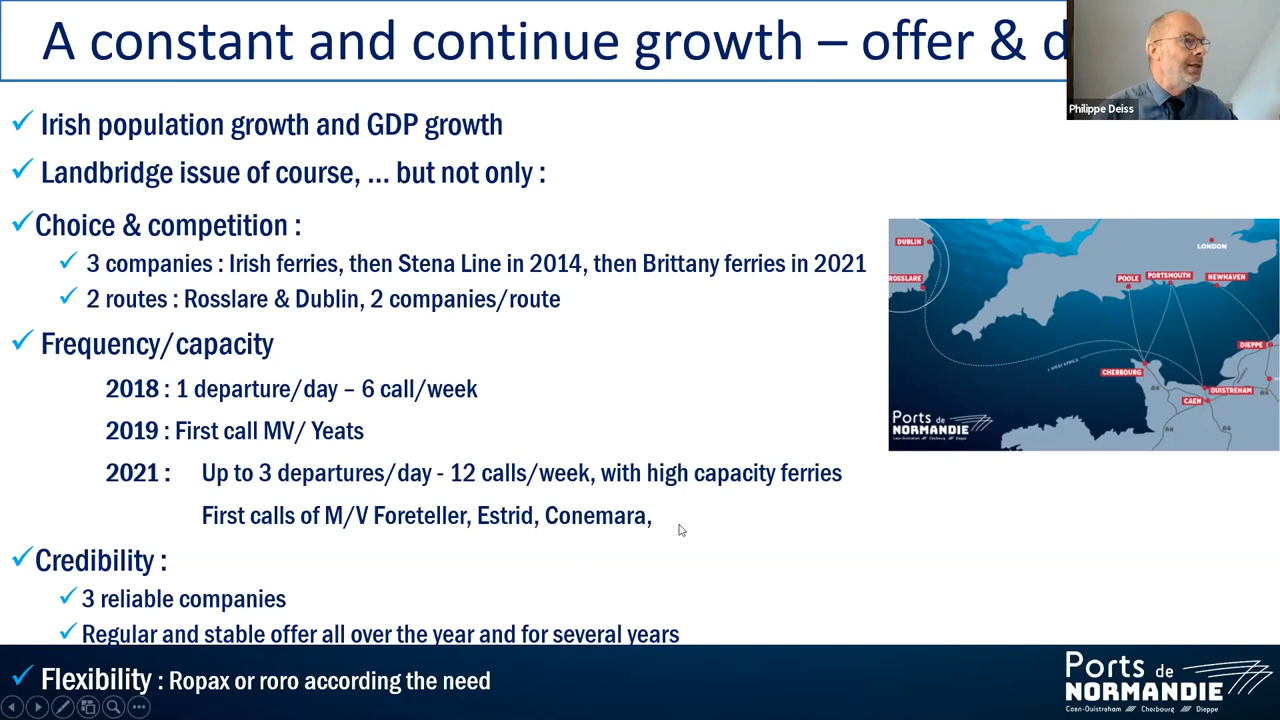 A constant and continue growth – offer & d
Philippe Deiss
Irish population growth and GDP growth
Landbridge issue of course, ... but not only :
Choice & competition :
3 companies : Irish ferries, then Stena Line in 2014, then Brittany ferries in 2021
2 routes : Rosslare & Dublin, 2 companies/route
Frequency/capacity
2018 : 1 departure/day – 6 call/week
2019 : First call MV/ Yeats
2021 : Up to 3 departures/day - 12 calls/week, with high capacity ferries
First calls of M/V Foreteller, Estrid, Conemara,
Credibility :
3 reliable companies
Regular and stable offer all over the year and for several years
Flexibility : Ropax or roro according the need
DUBLIN
LONDON
ROSSLARE
POOLE
PORTSMOUTH
NEWHAVEN
DIEPPE
WEST AFRICA
CHERBOURG
OUISTREHAM
CAEN
Ports de
NORMANDIE
Caen-Ouistreham Cherbourg Dieppe
Ports de
NORMANDIE
Caen-Ouistreham Cherbourg Dieppe